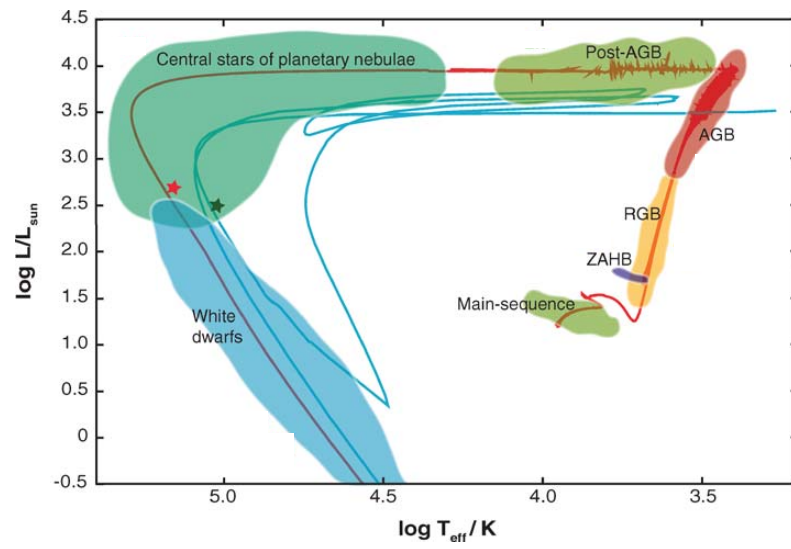 4.5
4.0
3.5
3.0
2.5
2.0
1.5
1.0
0.5
0
-0.5
log L/L_sun
Central stars of planetary nebulae
Post-AGB
AGB
RGB
ZAHB
Main-sequence
White
dwarfs
5.0
4.5
4.0
3.5
log T_eff / K